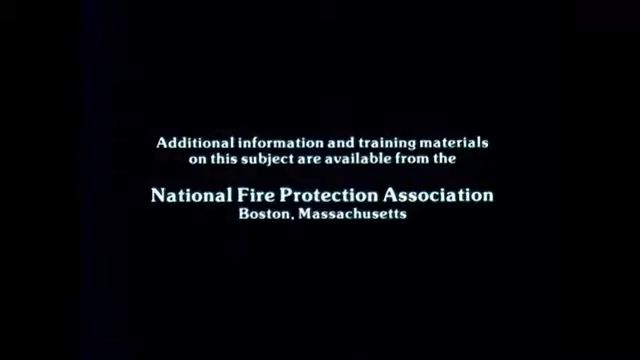 Additional information and training materials
on this subject are available from the
National Fire Protection Association
Boston, Massachusetts